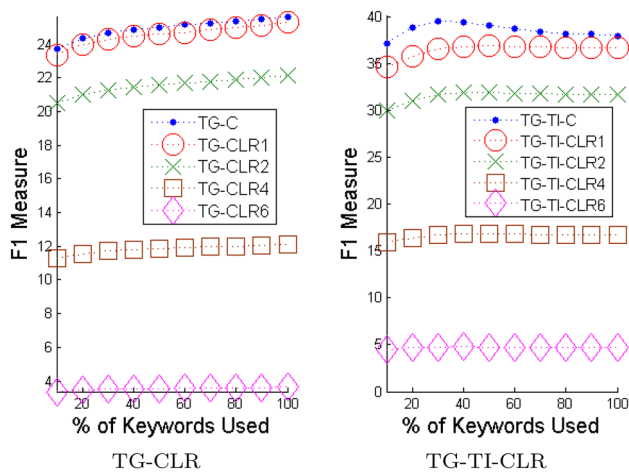 24
22
20
18
16
14
12
10
8
6
4
20 40 60 80 100
F1 Measure
% of Keywords Used
TG-C
TG-CLR1
TG-CLR2
TG-CLR4
TG-CLR6
TG-CLR
40
35
30
25
20
15
10
5
0
20 40 60 80 100
F1 Measure
% of Keywords Used
TG-TI-C
TG-TI-CLR1
TG-TI-CLR2
TG-TI-CLR4
TG-TI-CLR6
TG-TI-CLR